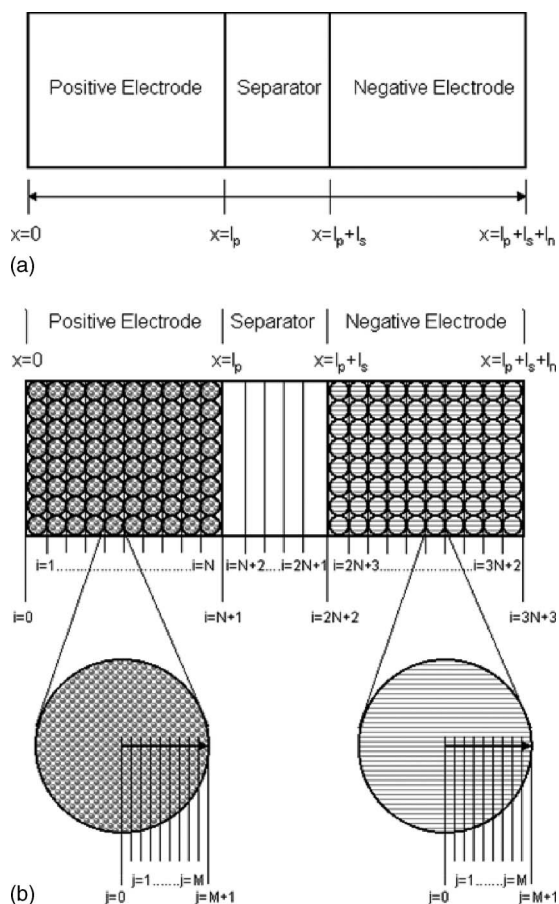 Positive Electrode Separator Negative Electrode
x=0 x=lp x=lp+ls x=lp+ls+ln
(a)
Positive Electrode Separator Negative Electrode
x=0 x=lp x=lp+ls x=lp+ls+ln
i=1......................i=N i=N+2....i=2N+1 i=2N+3..................i=3N+2
i=0 i=N+1 i=2N+2 i=3N+3
j=1.......j=M j=1.......j=M
j=0 j=M+1 j=0 j=M+1
(b)